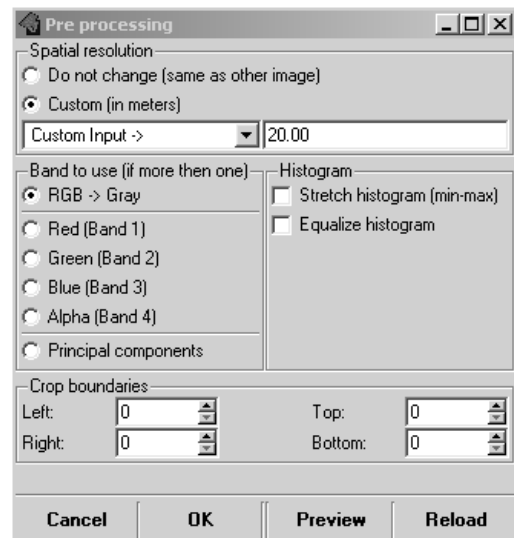 Pre processing
Spatial resolution
Do not change (same as other image)
Custom (in meters)
Custom Input -> 20.00
Band to use (if more then one)
RGB -> Gray
Red (Band 1)
Green (Band 2)
Blue (Band 3)
Alpha (Band 4)
Principal components
Histogram
Stretch histogram (min-max)
Equalize histogram
Crop boundaries
Left: 0 Top: 0
Right: 0 Bottom: 0
Cancel OK Preview Reload